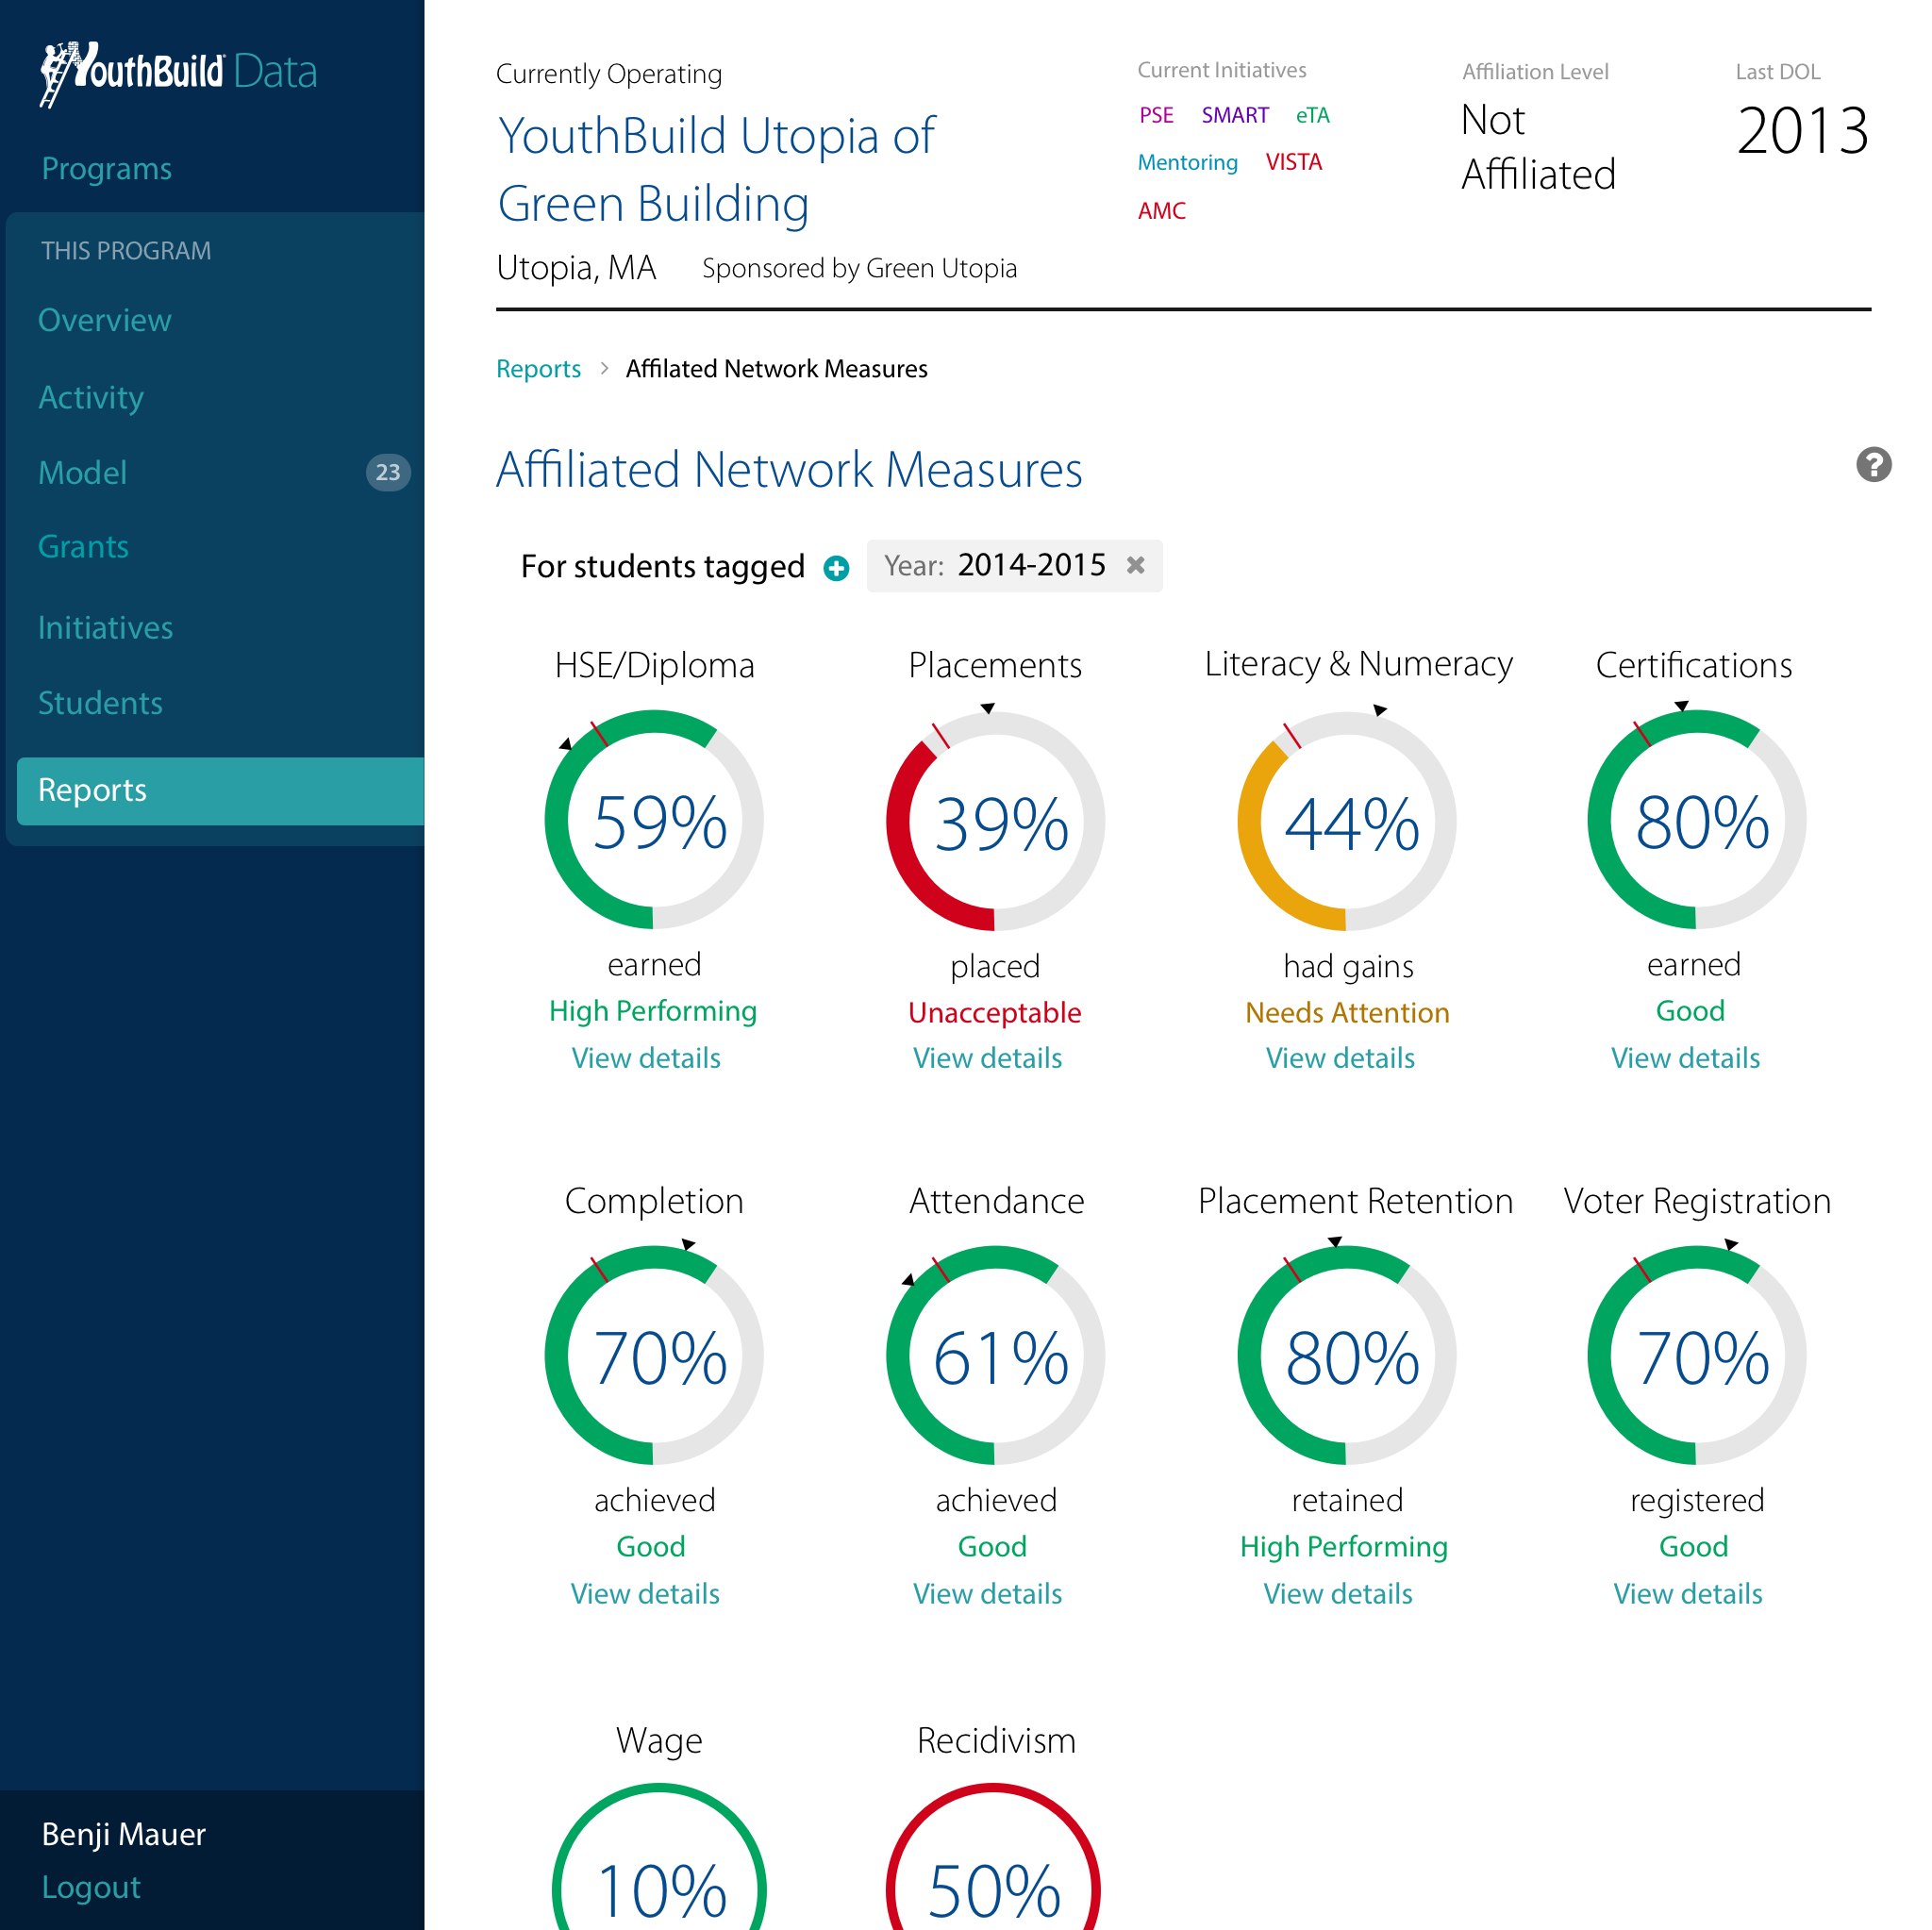 YouthBuild Data
Programs
THIS PROGRAM
Overview
Activity
Model 23
Grants
Initiatives
Students
Reports
Benji Mauer
Logout
Currently Operating
YouthBuild Utopia of
Green Building
Utopia, MA Sponsored by Green Utopia
Current Initiatives
PSE SMART eTA
Mentoring VISTA
AMC
Affiliation Level
Not
Affiliated
Last DOL
2013
Reports > Affilated Network Measures
Affiliated Network Measures
?
For students tagged + Year: 2014-2015 ×
HSE/Diploma
59%
earned
High Performing
View details
Placements
39%
placed
Unacceptable
View details
Literacy & Numeracy
44%
had gains
Needs Attention
View details
Certifications
80%
earned
Good
View details
Completion
70%
achieved
Good
View details
Attendance
61%
achieved
Good
View details
Placement Retention
80%
retained
High Performing
View details
Voter Registration
70%
registered
Good
View details
Wage
10%
Recidivism
50%